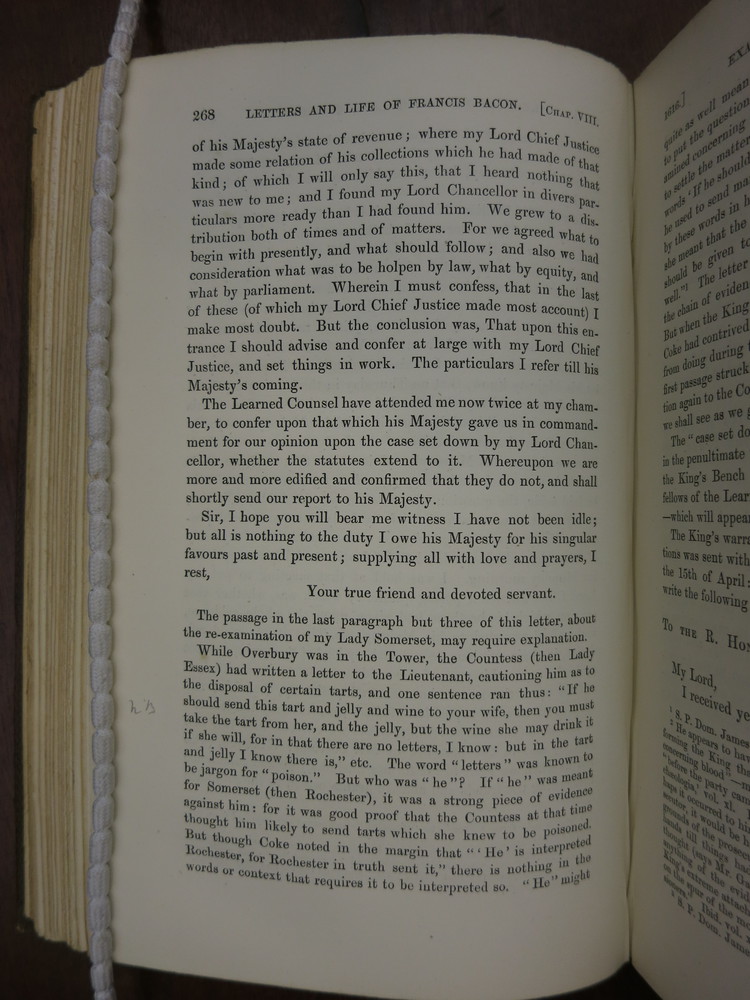 268 LETTERS AND LIFE OF FRANCIS BACON. [CHAP. VIII.
of his Majesty's state of revenue; where my Lord Chief Justice
made some relation of his collections which he had made of that
kind; of which I will only say this, that I heard nothing that
was new to me; and I found my Lord Chancellor in divers par-
ticulars more ready than I had found him. We grew to a dis-
tribution both of times and of matters. For we agreed what to
begin with presently, and what should follow; and also we had
consideration what was to be holpen by law, what by equity, and
what by parliament. Wherein I must confess, that in the last
of these (of which my Lord Chief Justice made most account) I
make most doubt. But the conclusion was, That upon this en-
trance I should advise and confer at large with my Lord Chief
Justice, and set things in work. The particulars I refer till his
Majesty's coming.
The Learned Counsel have attended me now twice at my cham-
ber, to confer upon that which his Majesty gave us in command-
ment for our opinion upon the case set down by my Lord Chan-
cellor, whether the statutes extend to it. Whereupon we are
more and more edified and confirmed that they do not, and shall
shortly send our report to his Majesty.
Sir, I hope you will bear me witness I have not been idle;
but all is nothing to the duty I owe his Majesty for his singular
favours past and present; supplying all with love and prayers, I
rest,
Your true friend and devoted servant.
The passage in the last paragraph but three of this letter, about
the re-examination of my Lady Somerset, may require explanation.
While Overbury was in the Tower, the Countess (then Lady
Essex) had written a letter to the Lieutenant, cautioning him as to
the disposal of certain tarts, and one sentence ran thus: "If he
should send this tart and jelly and wine to your wife, then you must
take the tart from her, and the jelly, but the wine she may drink it
if she will, for in that there are no letters, I know: but in the tart
and jelly I know there is," etc. The word "letters" was known to
be jargon for "poison." But who was "he"? If "he" was meant
for Somerset (then Rochester), it was a strong piece of evidence
against him: for it was good proof that the Countess at that time
thought him likely to send tarts which she knew to be poisoned.
But though Coke noted in the margin that "'He' is interpreted
Rochester, for Rochester in truth sent it," there is nothing in the
words or context that requires it to be interpreted so. "He" might
1616.]
quite as well mean
to put the question
amined concerning
to settle the matter
words 'If he should
he used to send
by these words in
she meant that the
should be given to
well."¹ The letter
the chain of eviden
But when the King
Coke had contrived
from doing during
first passage struck
tion again to the Co
we shall see as we
The "case set do
in the penultimate
the King's Bench
fellows of the Lear
—which will appear
The King's warra
tions was sent with
the 15th of April:
write the following
To THE R. Hon
My Lord,
I received ye
¹ S. P. Dom. James
² He appears to have
forming the King